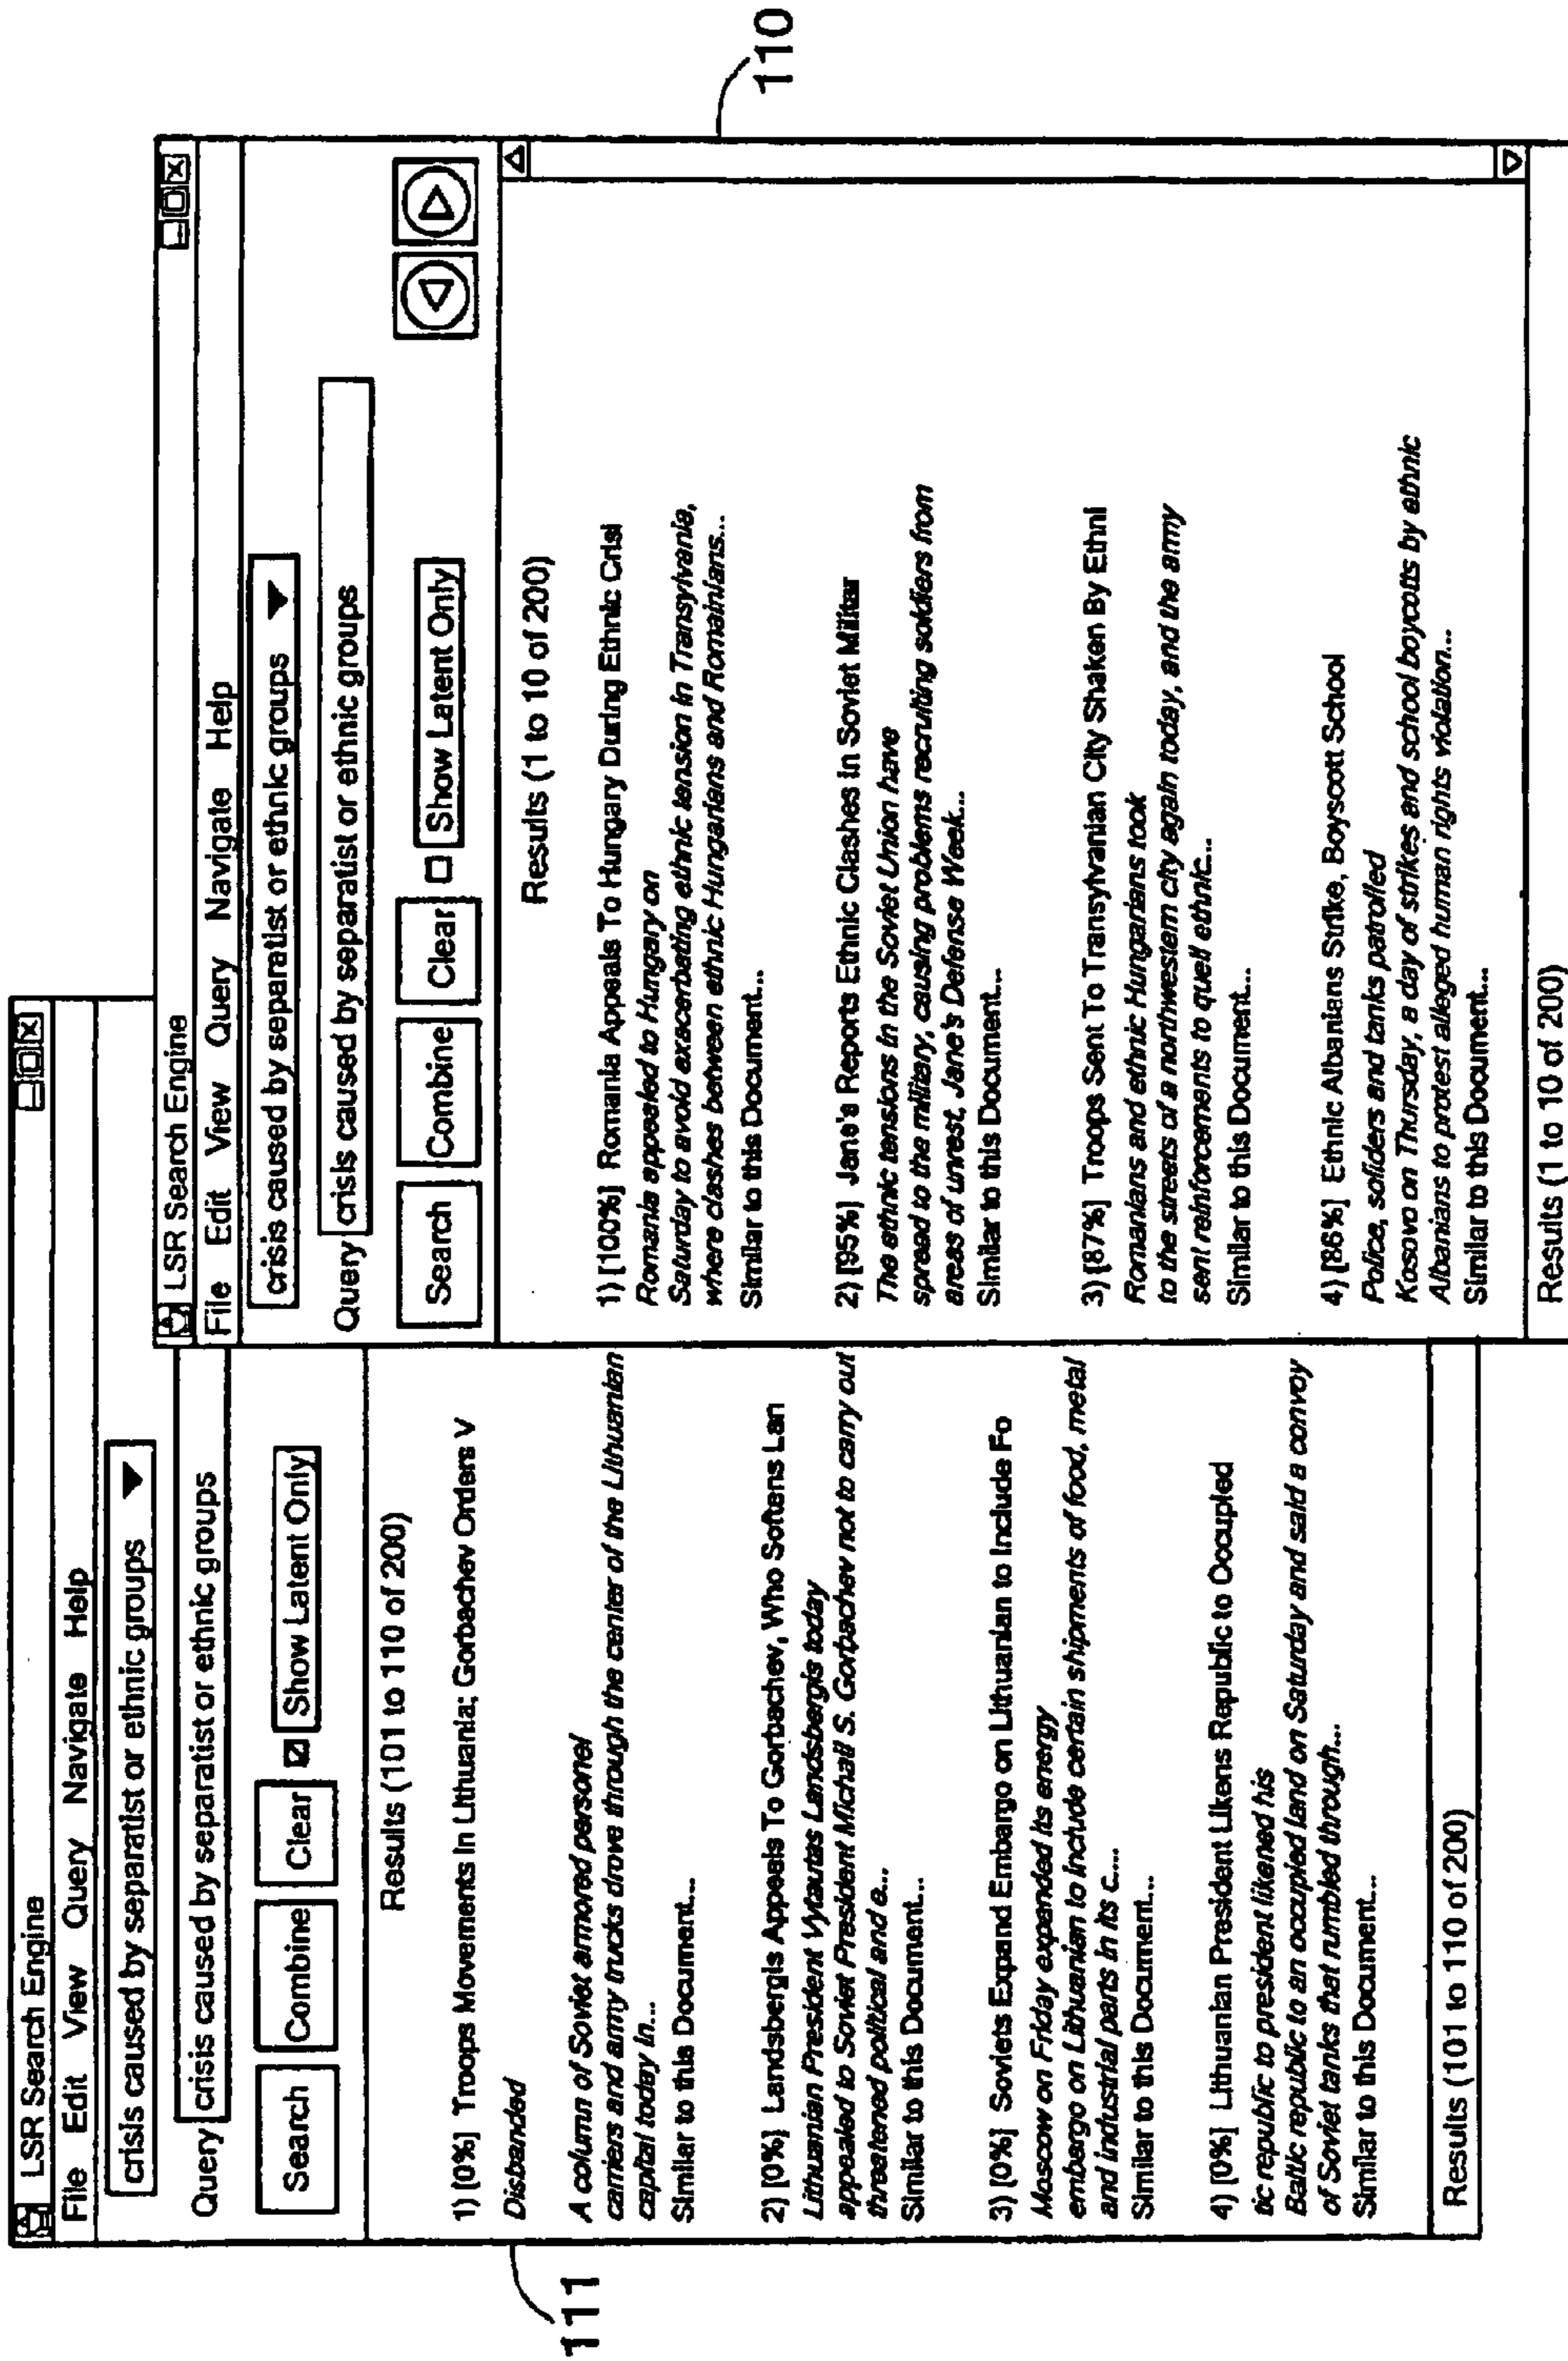 LSR Search Engine
File Edit View Query Navigate Help
crisis caused by separatist or ethnic groups
Query crisis caused by separatist or ethnic groups
Search Combine Clear Show Latent Only
Results (101 to 110 of 200)
1) [0%] Troops Movements In Lithuania; Gorbachev Orders V
Disbanded
A column of Soviet armored personel
carriers and army trucks drove through the center of the Lithuanian
capital today in...
Similar to this Document...
2) [0%] Landsbergis Appeals To Gorbachev, Who Softens Lan
Lithuanian President Vytautas Landsbergis today
appealed to Soviet President Michail S. Gorbachev not to carry out
threatened political and e...
Similar to this Document...
3) [0%] Soviets Expand Embargo on Lithuanian to Include Fo
Moscow on Friday expanded its energy
embargo on Lithuanian to include certain shipments of food, metal
and industrial parts in its c....
Similar to this Document...
4) [0%] Lithuanian President Likens Republic to Occupied
tic republic to president likened his
Baltic republic to an occupied land on Saturday and said a convoy
of Soviet tanks that rumbled through...
Similar to this Document...
Results (101 to 110 of 200)
111
LSR Search Engine
File Edit View Query Navigate Help
crisis caused by separatist or ethnic groups
Query crisis caused by separatist or ethnic groups
Search Combine Clear Show Latent Only
Results (1 to 10 of 200)
1) [100%] Romania Appeals To Hungary During Ethnic Crisi
Romania appealed to Hungary on
Saturday to avoid exacerbating ethnic tension in Transylvania,
where clashes between ethnic Hungarians and Romainians...
Similar to this Document...
2) [95%] Jane's Reports Ethnic Clashes in Soviet Militar
The ethnic tensions in the Soviet Union have
spread to the military, causing problems recruiting soldiers from
areas of unrest, Jane's Defense Week...
Similar to this Document...
3) [87%] Troops Sent To Transylvanian City Shaken By Ethni
Romanians and ethnic Hungarians took
to the streets of a northwestern city again today, and the army
sent reinforcements to quell ethnic...
Similar to this Document...
4) [86%] Ethnic Albanians Strike, Boyscott School
Police, soliders and tanks patrolled
Kosovo on Thursday, a day of strikes and school boycotts by ethnic
Albanians to protest alleged human rights violation...
Similar to this Document...
Results (1 to 10 of 200)
110